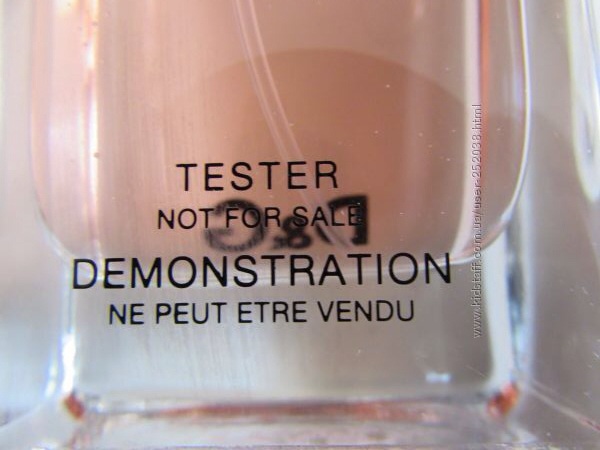 TESTER
NOT FOR SALE
D&G
DEMONSTRATION
NE PEUT ETRE VENDU
www.kidstaff.com.ua/user-252038.html